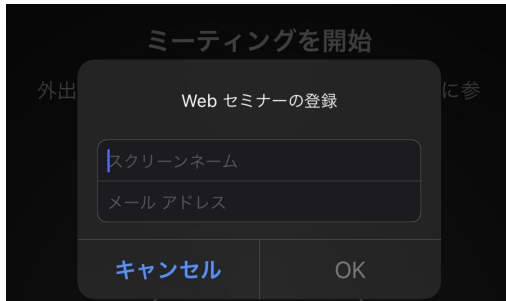 ミーティングを開始
外出 に参
Web セミナーの登録
スクリーンネーム
メール アドレス
キャンセル OK